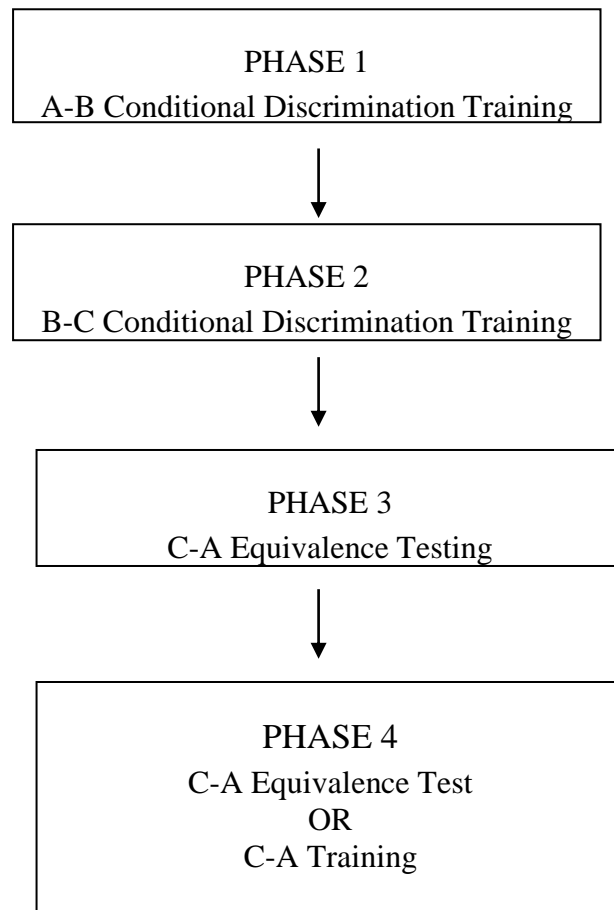 PHASE 1
A-B Conditional Discrimination Training
PHASE 2
B-C Conditional Discrimination Training
PHASE 3
C-A Equivalence Testing
PHASE 4
C-A Equivalence Test
OR
C-A Training